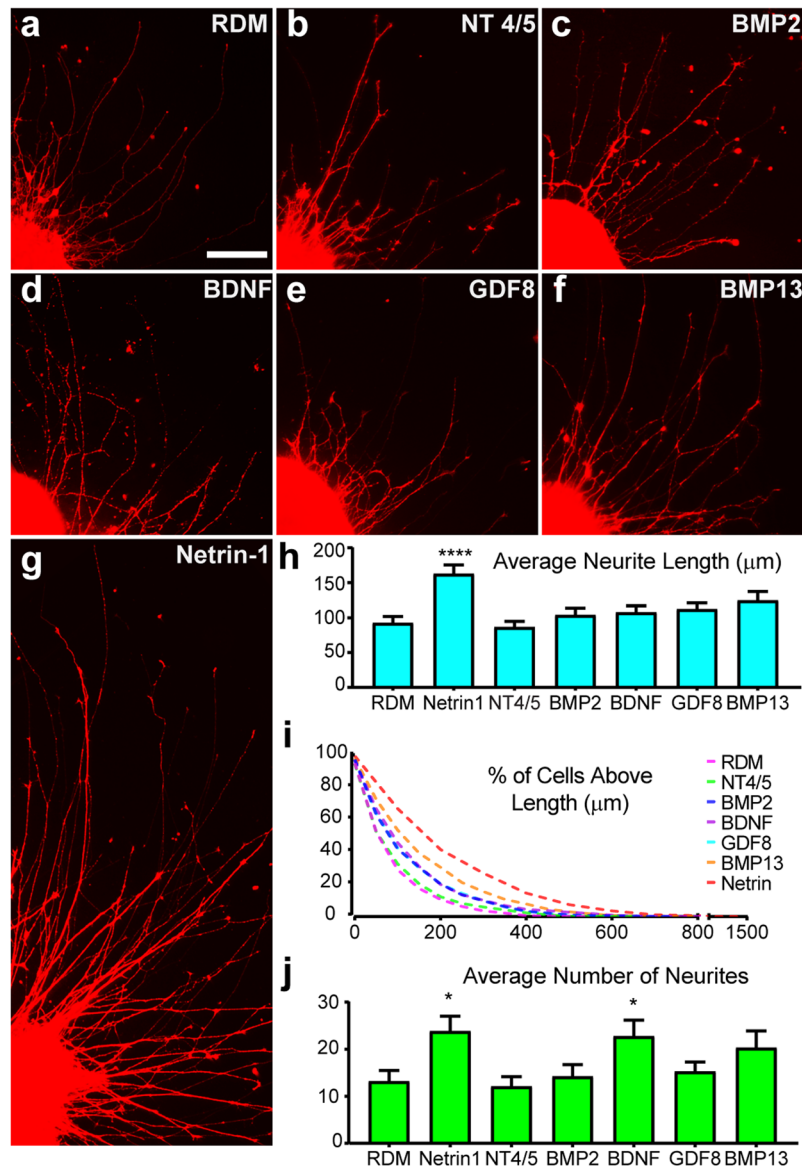 a RDM
b NT 4/5
c BMP2
d BDNF
e GDF8
f BMP13
g Netrin-1
h Average Neurite Length (μm)
****
200
150
100
50
0
RDM Netrin1 NT4/5 BMP2 BDNF GDF8 BMP13
i
% of Cells Above
Length (μm)
100
80
60
40
20
0
RDM
NT4/5
BMP2
BDNF
GDF8
BMP13
Netrin
0 200 400 600 800 1500
j Average Number of Neurites
* *
30
20
10
0
RDM Netrin1 NT4/5 BMP2 BDNF GDF8 BMP13